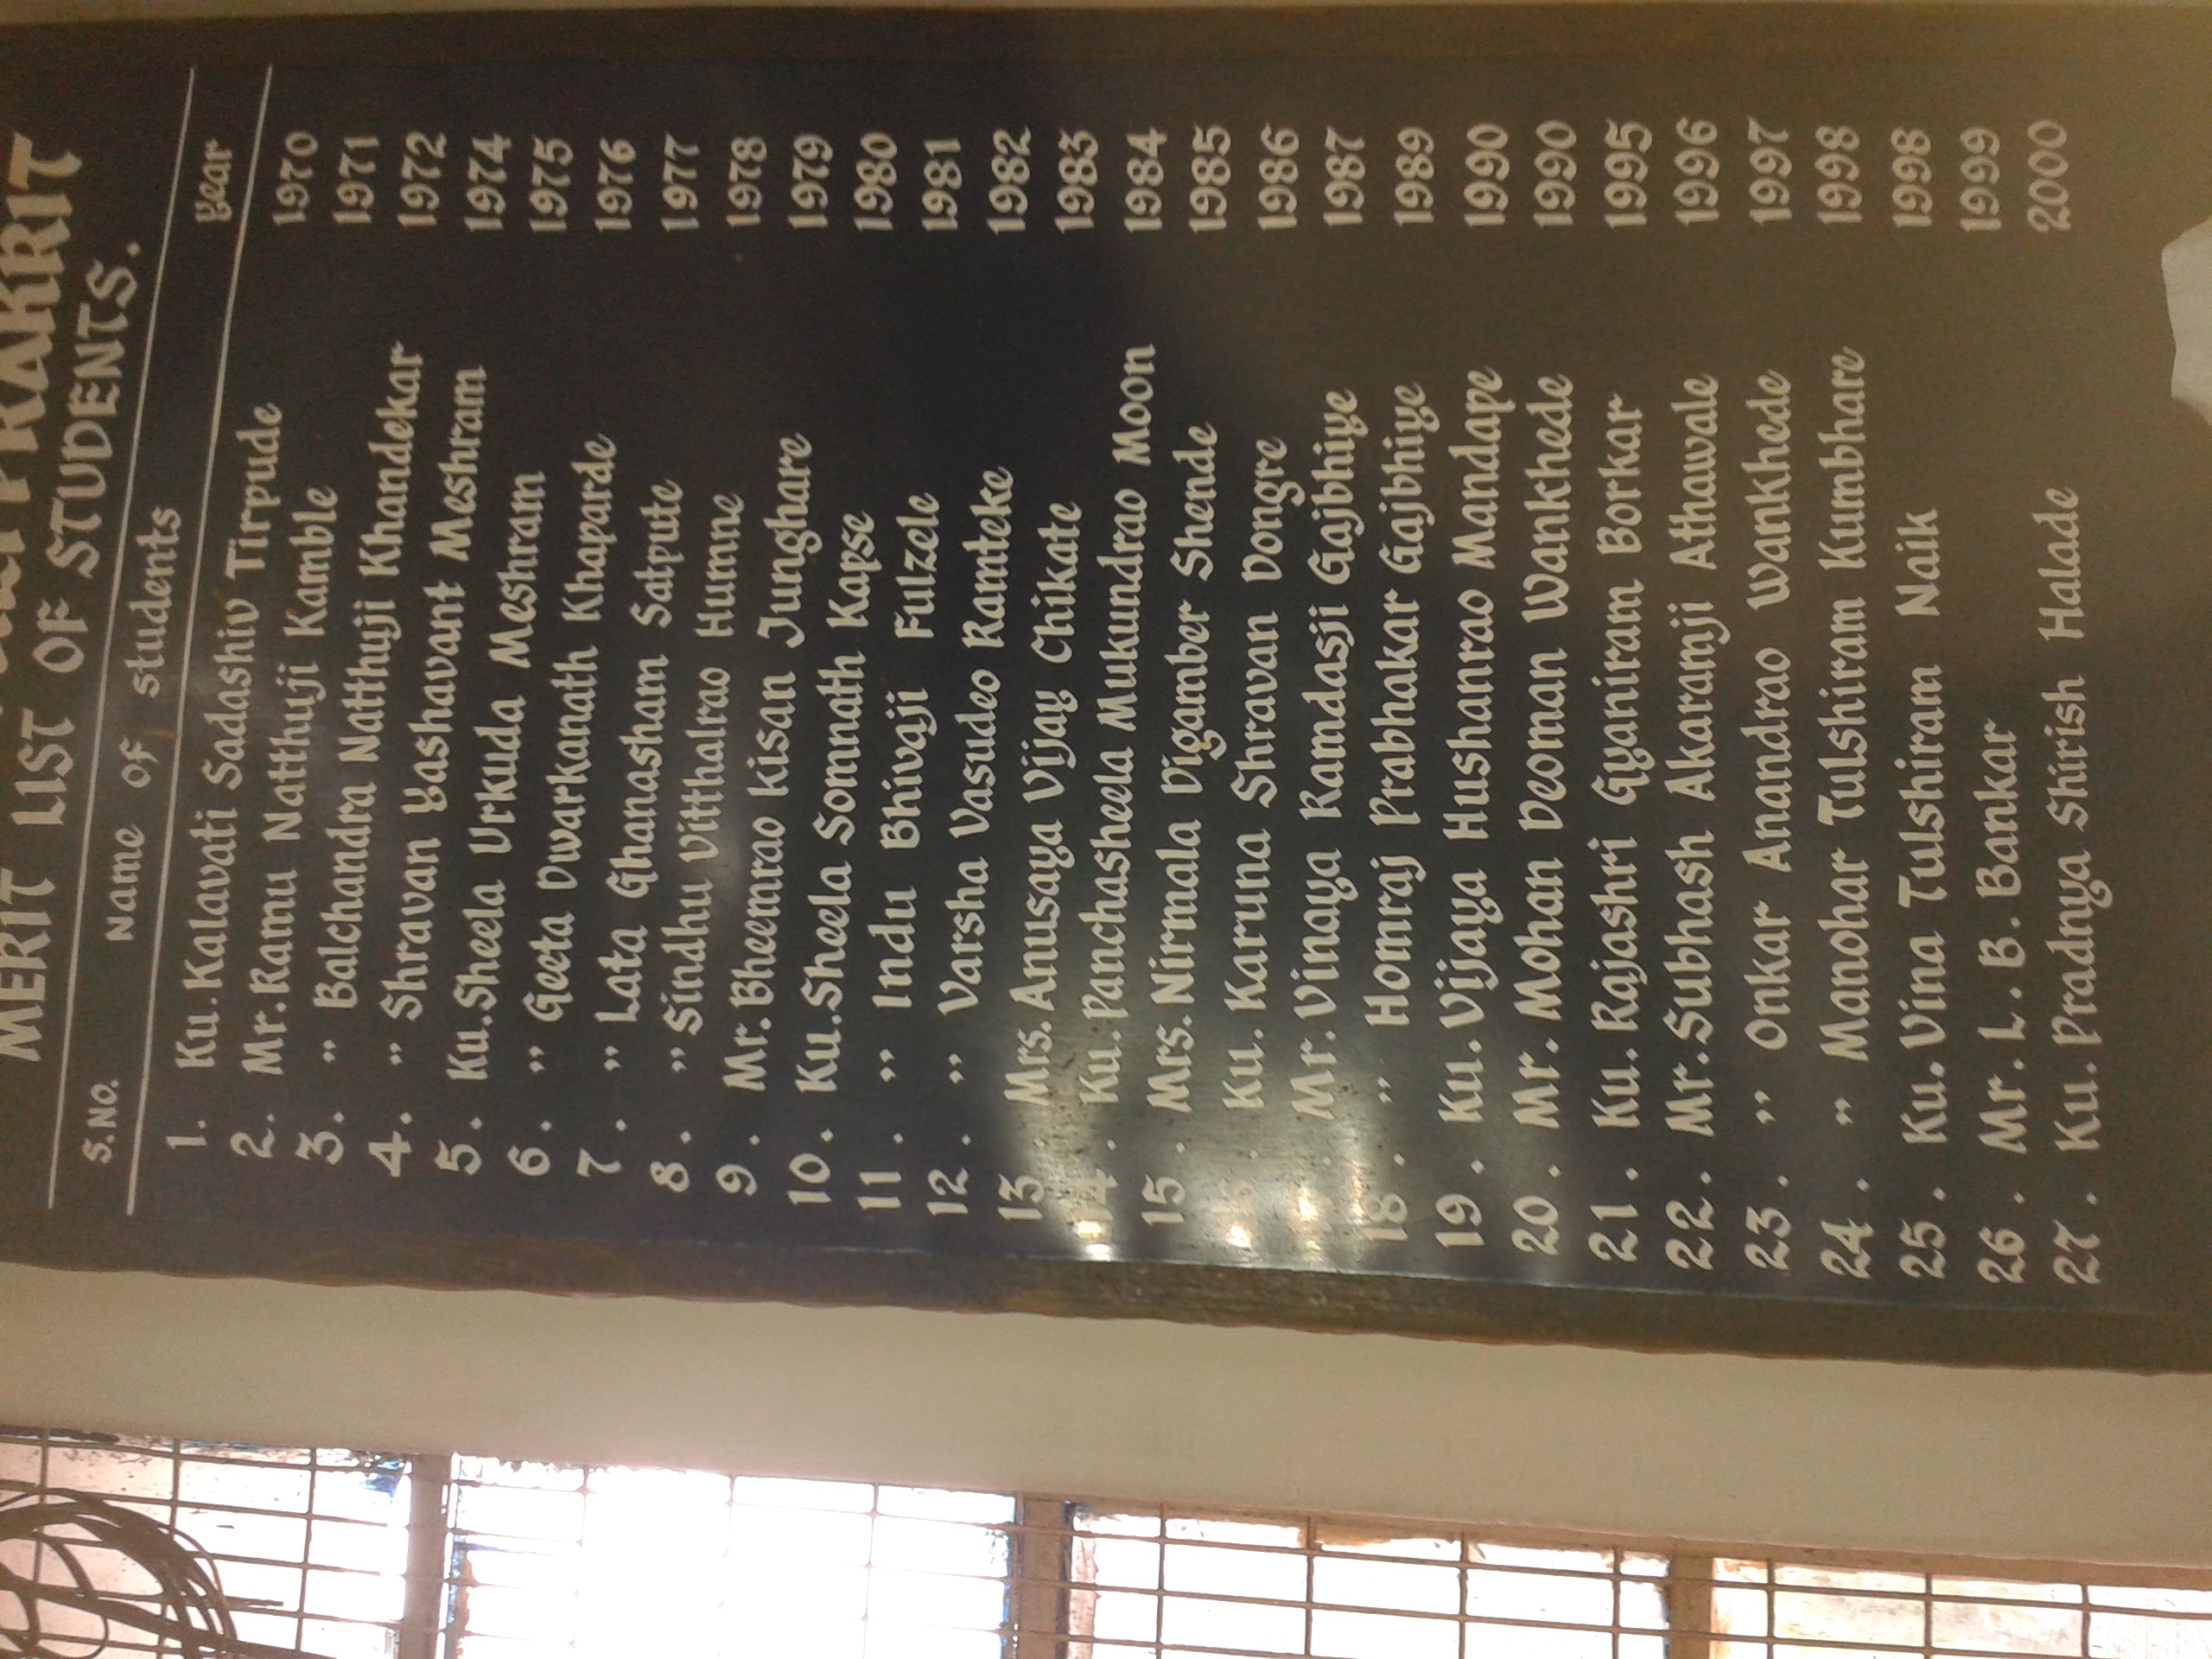 PRAKRIT
MERIT LIST OF STUDENTS.
S.NO. Name of students year
1. Ku. Kalavati Sadashiv Tirpude 1970
2. Mr. Ramu Natthuji Kamble 1971
3. " Balchandra Natthuji Khandekar 1972
4. " Shravan Yashavant Meshram 1974
5. Ku. Sheela Urkuda Meshram 1975
6. " Geeta Dwarkanath Khaparde 1976
7. " Lata Ghanasham Satpute 1977
8. " Sindhu Vitthalrao Humne 1978
9. Mr. Bheemrao Kisan Junghare 1979
10. Ku. Sheela Somnath Kapse 1980
11. " Indu Bhivaji Fulzele 1981
12. " Varsha Vasudeo Ramteke 1982
13. Mrs. Anusaya Vijay Chikate 1983
14. Ku. Panchasheela Mukundrao Moon 1984
15. Mrs. Nirmala Digamber Shende 1985
Ku. Karuna Shravan Dongre 1986
Mr. Vinaya Ramdasji Gajbhiye 1987
18. " Homraj Prabhakar Gajbhiye 1989
19. Ku. Vijaya Hushanrao Mandape 1990
20. Mr. Mohan Deoman Wankhede 1990
21. Ku. Rajashri Gyaniram Borkar 1995
22. Mr. Subhash Akaramji Athawale 1996
23. " Onkar Anandrao Wankhede 1997
24. " Manohar Tulshiram Kumbhare 1998
25. Ku. Vina Tulshiram Naik 1998
26. Mr. L. B. Bankar 1999
27. Ku. Pradnya Shirish Halade 2000